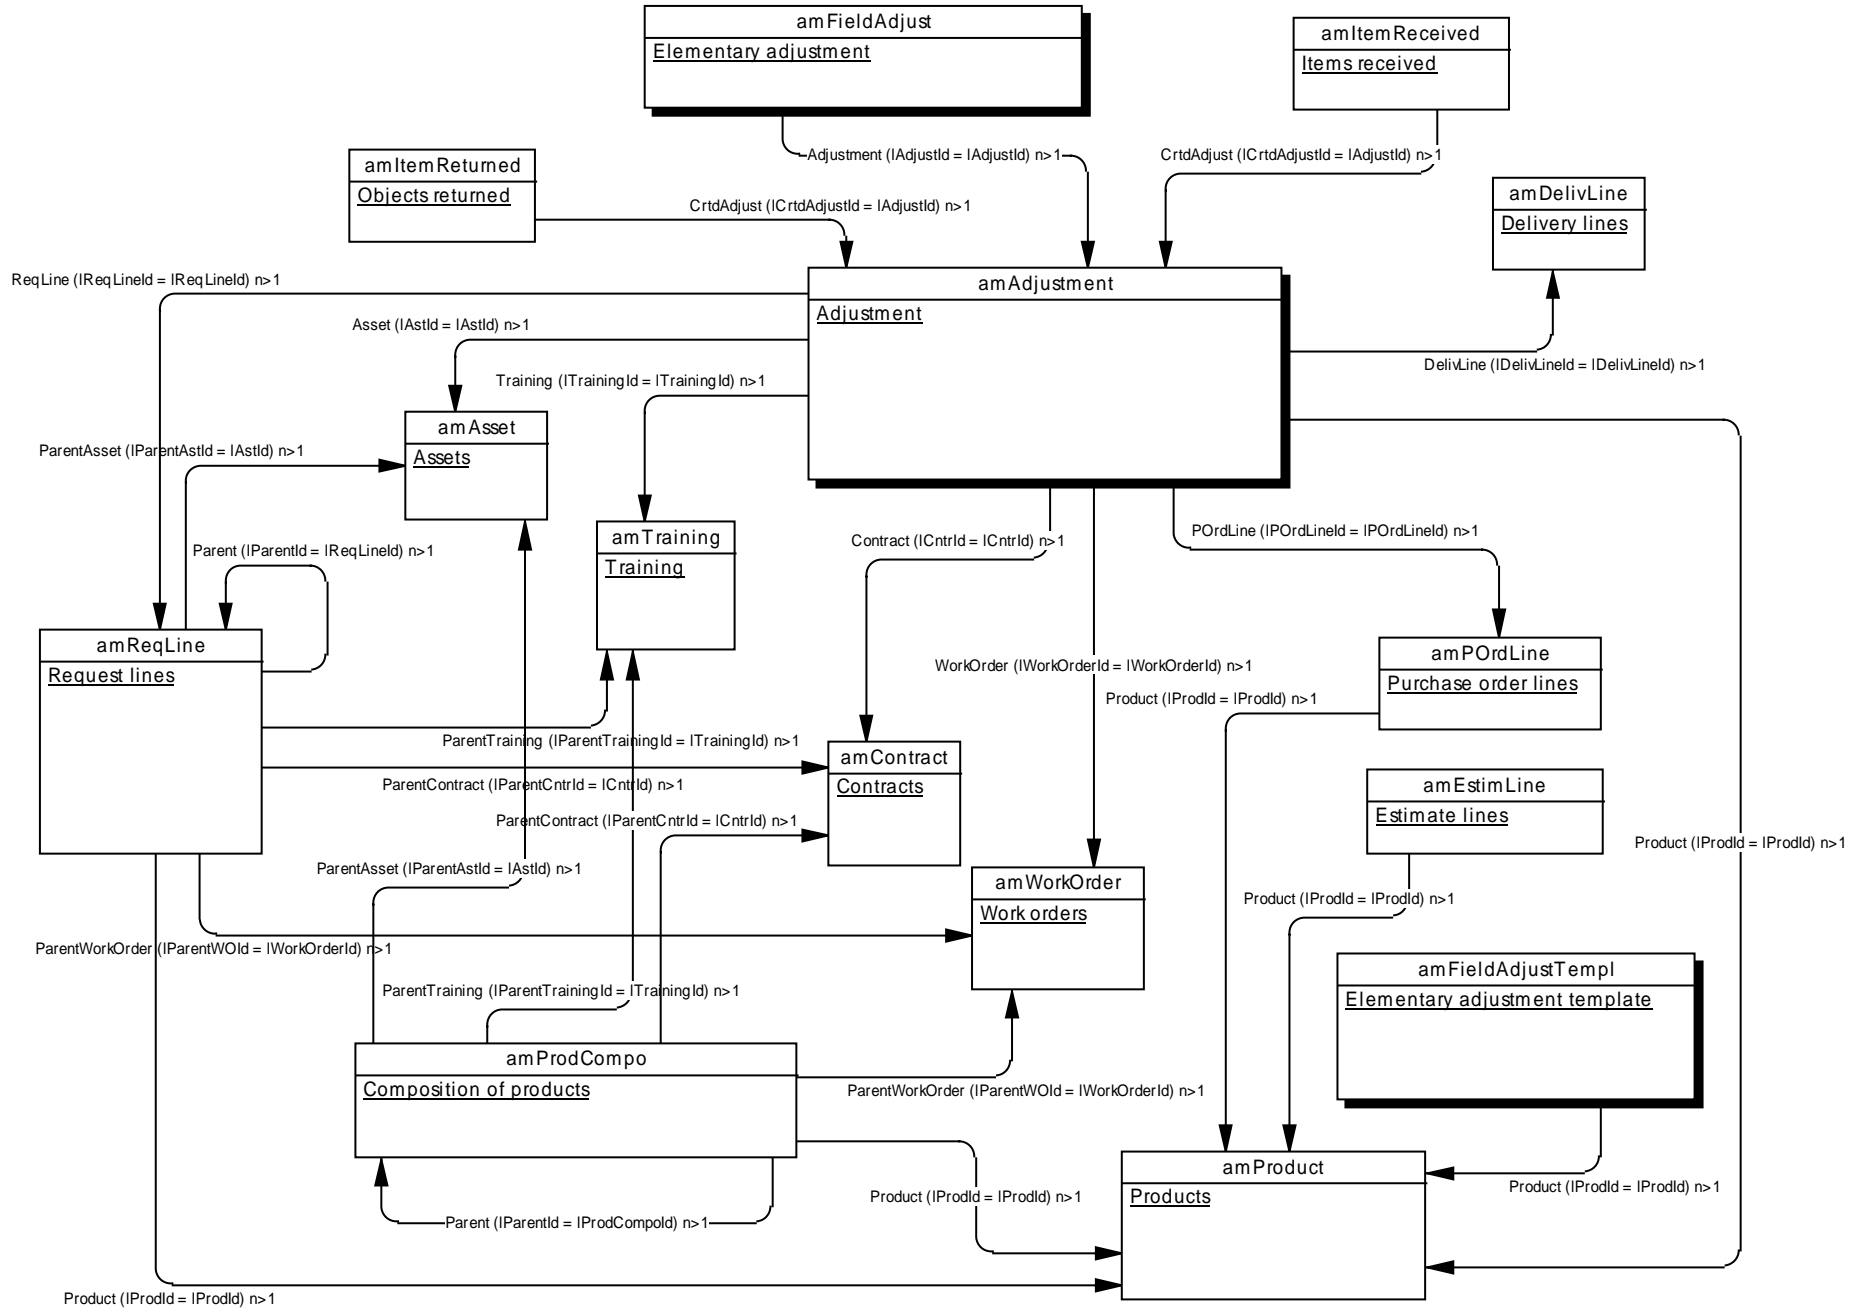 amFieldAdjust
Elementary adjustment
amItemReceived
Items received
Adjustment (lAdjustId = lAdjustId) n>1
CrtdAdjust (lCrtdAdjustId = lAdjustId) n>1
amItemReturned
Objects returned
CrtdAdjust (lCrtdAdjustId = lAdjustId) n>1
amDelivLine
Delivery lines
ReqLine (lReqLineId = lReqLineId) n>1
amAdjustment
Adjustment
Asset (lAstId = lAstId) n>1
DelivLine (lDelivLineId = lDelivLineId) n>1
Training (lTrainingId = lTrainingId) n>1
amAsset
Assets
ParentAsset (lParentAstId = lAstId) n>1
amTraining
Training
Parent (lParentId = lReqLineId) n>1
Contract (lCntrId = lCntrId) n>1
POrdLine (lPOrdLineId = lPOrdLineId) n>1
amReqLine
Request lines
amPOrdLine
Purchase order lines
WorkOrder (lWorkOrderId = lWorkOrderId) n>1
Product (lProdId = lProdId) n>1
ParentTraining (lParentTrainingId = lTrainingId) n>1
amContract
Contracts
ParentContract (lParentCntrId = lCntrId) n>1
amEstimLine
Estimate lines
ParentContract (lParentCntrId = lCntrId) n>1
Product (lProdId = lProdId) n>1
ParentAsset (lParentAstId = lAstId) n>1
amWorkOrder
Work orders
Product (lProdId = lProdId) n>1
ParentWorkOrder (lParentWOId = lWorkOrderId) n>1
amFieldAdjustTempl
Elementary adjustment template
ParentTraining (lParentTrainingId = lTrainingId) n>1
amProdCompo
Composition of products
ParentWorkOrder (lParentWOId = lWorkOrderId) n>1
amProduct
Products
Product (lProdId = lProdId) n>1
Product (lProdId = lProdId) n>1
Parent (lParentId = lProdCompoId) n>1
Product (lProdId = lProdId) n>1